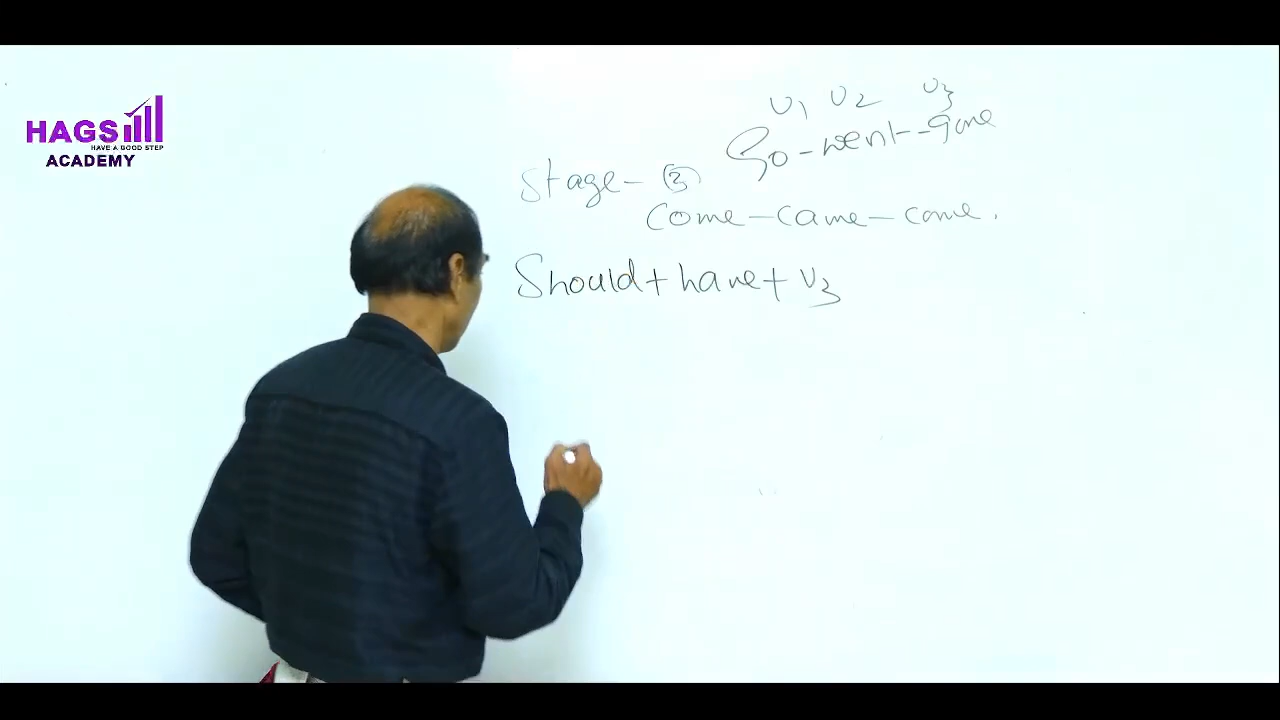 HAGS
HAVE A GOOD STEP
ACADEMY
V1 V2 V3
Go-went-gone
Stage- (3)
Come-came-come.
Should + have + V3